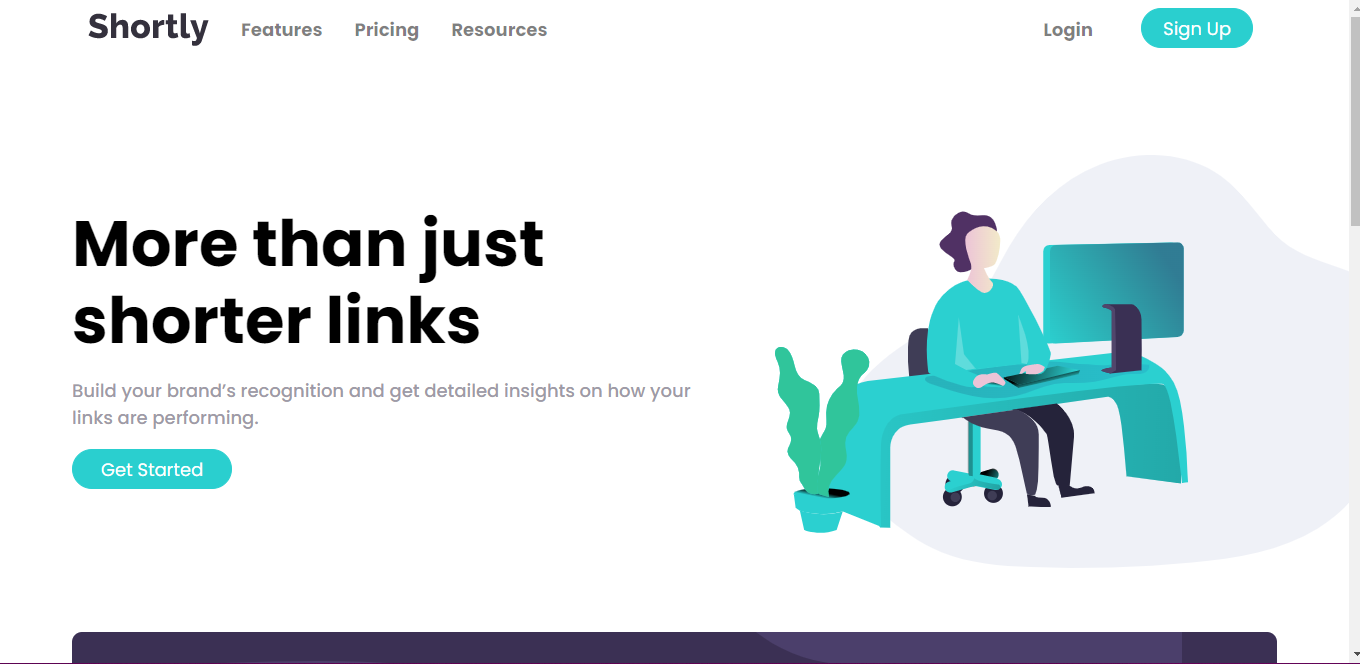 Shortly Features Pricing Resources Login Sign Up
More than just
shorter links
Build your brand’s recognition and get detailed insights on how your
links are performing.
Get Started